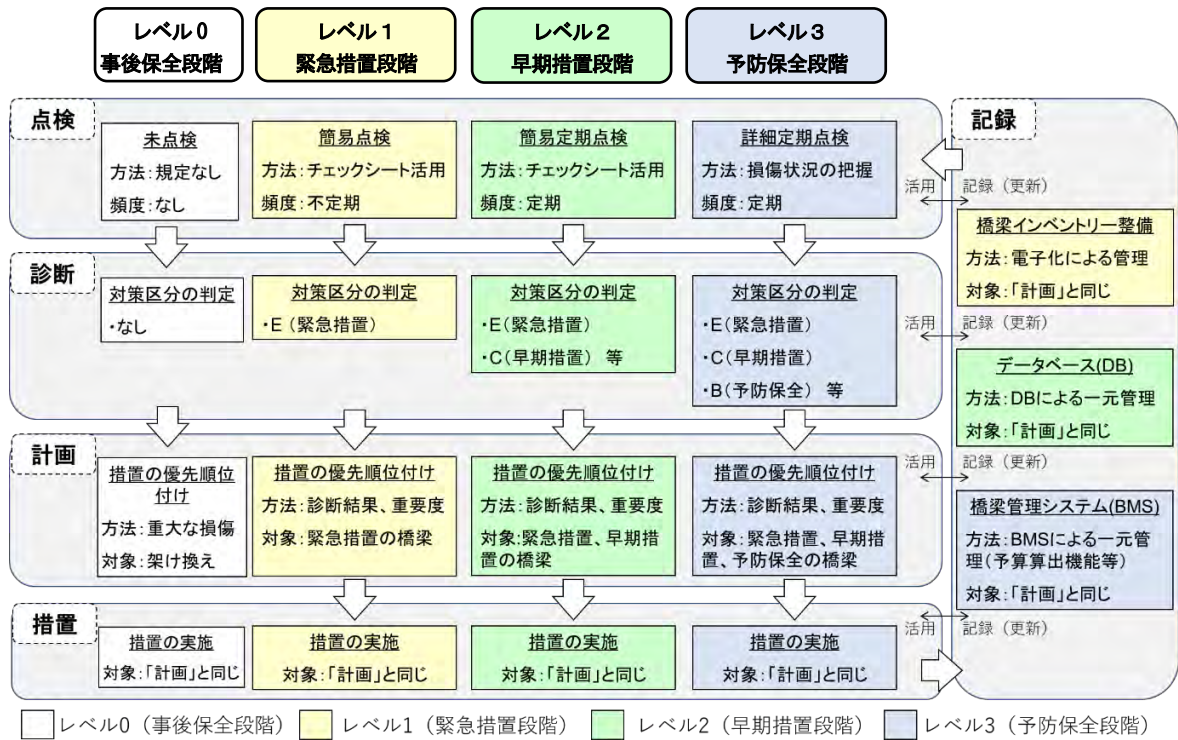 レベル0
事後保全段階
レベル1
緊急措置段階
レベル2
早期措置段階
レベル3
予防保全段階
点検
未点検
方法：規定なし
頻度：なし
簡易点検
方法：チェックシート活用
頻度：不定期
簡易定期点検
方法：チェックシート活用
頻度：定期
詳細定期点検
方法：損傷状況の把握
頻度：定期
活用
記録（更新）
診断
対策区分の判定
・なし
対策区分の判定
・E（緊急措置）
対策区分の判定
・E（緊急措置）
・C（早期措置） 等
対策区分の判定
・E（緊急措置）
・C（早期措置）
・B（予防保全） 等
活用
記録（更新）
計画
措置の優先順位
付け
方法：重大な損傷
対象：架け換え
措置の優先順位付け
方法：診断結果、重要度
対象：緊急措置の橋梁
措置の優先順位付け
方法：診断結果、重要度
対象：緊急措置、早期措
置の橋梁
措置の優先順位付け
方法：診断結果、重要度
対象：緊急措置、早期措
置、予防保全の橋梁
活用
記録（更新）
措置
措置の実施
対象：「計画」と同じ
措置の実施
対象：「計画」と同じ
措置の実施
対象：「計画」と同じ
措置の実施
対象：「計画」と同じ
活用
記録（更新）
記録
橋梁インベントリー整備
方法：電子化による管理
対象：「計画」と同じ
データベース(DB)
方法：DBによる一元管理
対象：「計画」と同じ
橋梁管理システム(BMS)
方法：BMSによる一元管
理（予算算出機能等）
対象：「計画」と同じ
レベル0（事後保全段階）
レベル1（緊急措置段階）
レベル2（早期措置段階）
レベル3（予防保全段階）